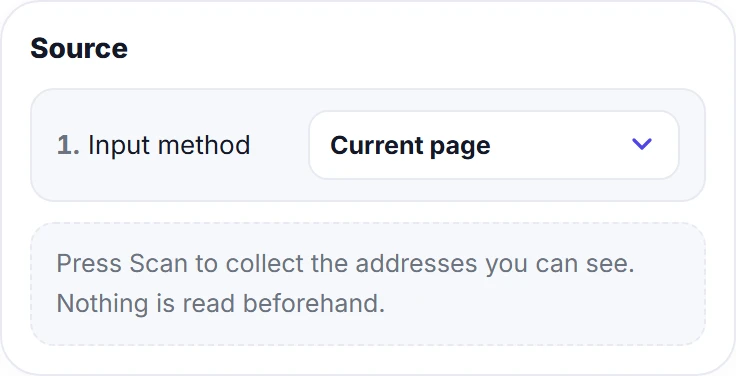 Source
1. Input method
Current page
Press Scan to collect the addresses you can see.
Nothing is read beforehand.